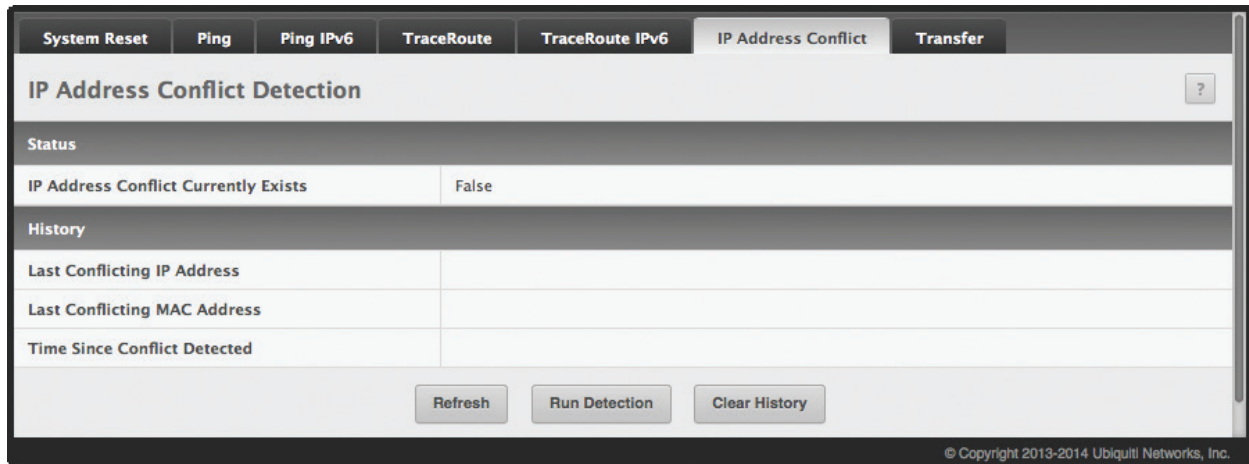 System Reset Ping Ping IPv6 TraceRoute TraceRoute IPv6 IP Address Conflict Transfer
IP Address Conflict Detection ?
Status
IP Address Conflict Currently Exists False
History
Last Conflicting IP Address
Last Conflicting MAC Address
Time Since Conflict Detected
Refresh Run Detection Clear History
© Copyright 2013-2014 Ubiquiti Networks, Inc.